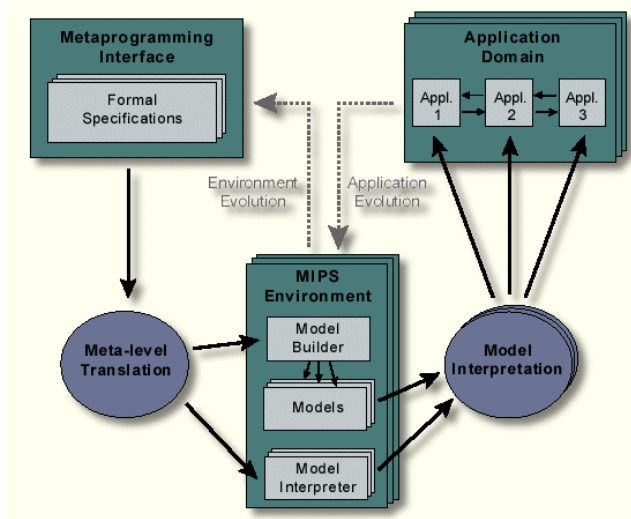 Metaprogramming
Interface
Formal
Specifications
Application
Domain
Appl.
1
Appl.
2
Appl.
3
Environment
Evolution
Application
Evolution
MIPS
Environment
Model
Builder
Models
Model
Interpreter
Meta-level
Translation
Model
Interpretation